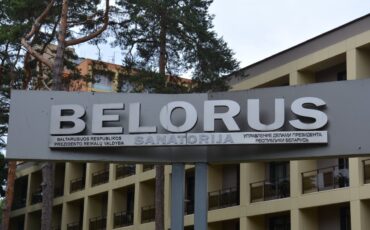 BELORUS
BALTARUSIJOS RESPUBLIKOS
PREZIDENTO REIKALŲ VALDYBA
SANATORIJA
УПРАВЛЕНИЕ ДЕЛАМИ ПРЕЗИДЕНТА
РЕСПУБЛИКИ БЕЛАРУСЬ